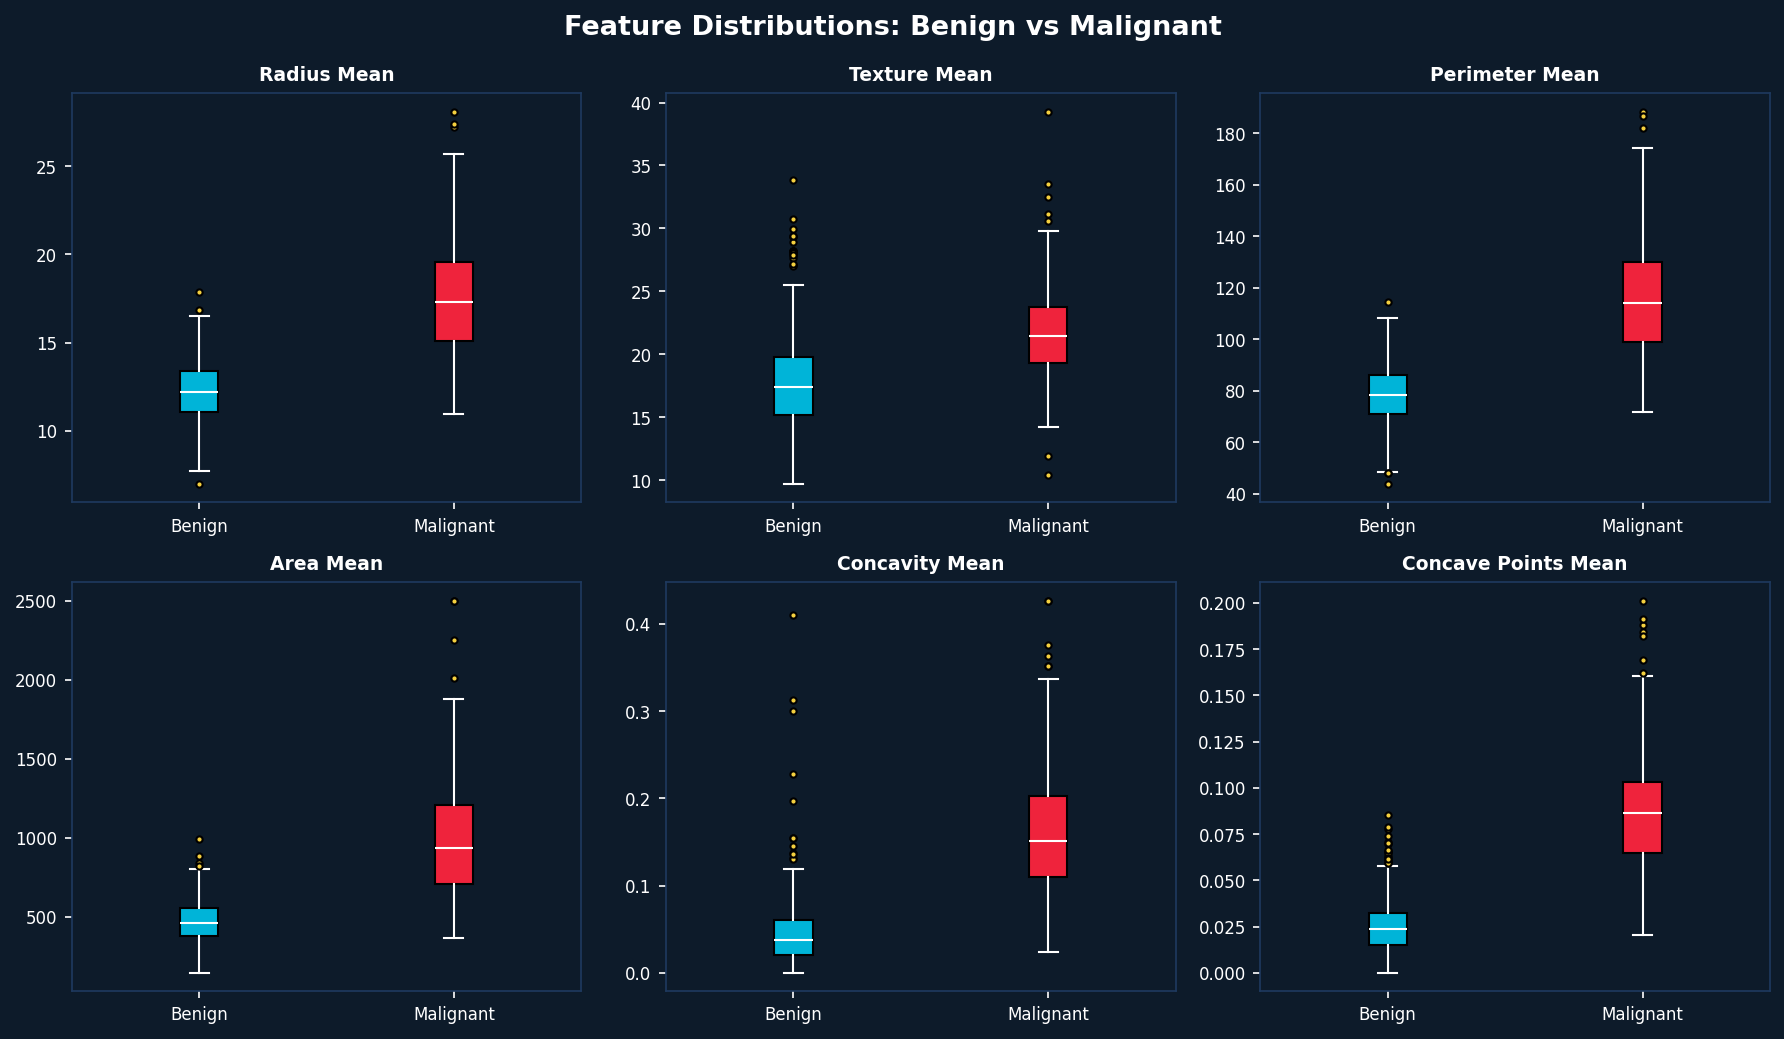 Feature Distributions: Benign vs Malignant
Radius Mean
25
20
15
10
Benign Malignant
Texture Mean
40
35
30
25
20
15
10
Benign Malignant
Perimeter Mean
180
160
140
120
100
80
60
40
Benign Malignant
Area Mean
2500
2000
1500
1000
500
Benign Malignant
Concavity Mean
0.4
0.3
0.2
0.1
0.0
Benign Malignant
Concave Points Mean
0.200
0.175
0.150
0.125
0.100
0.075
0.050
0.025
0.000
Benign Malignant